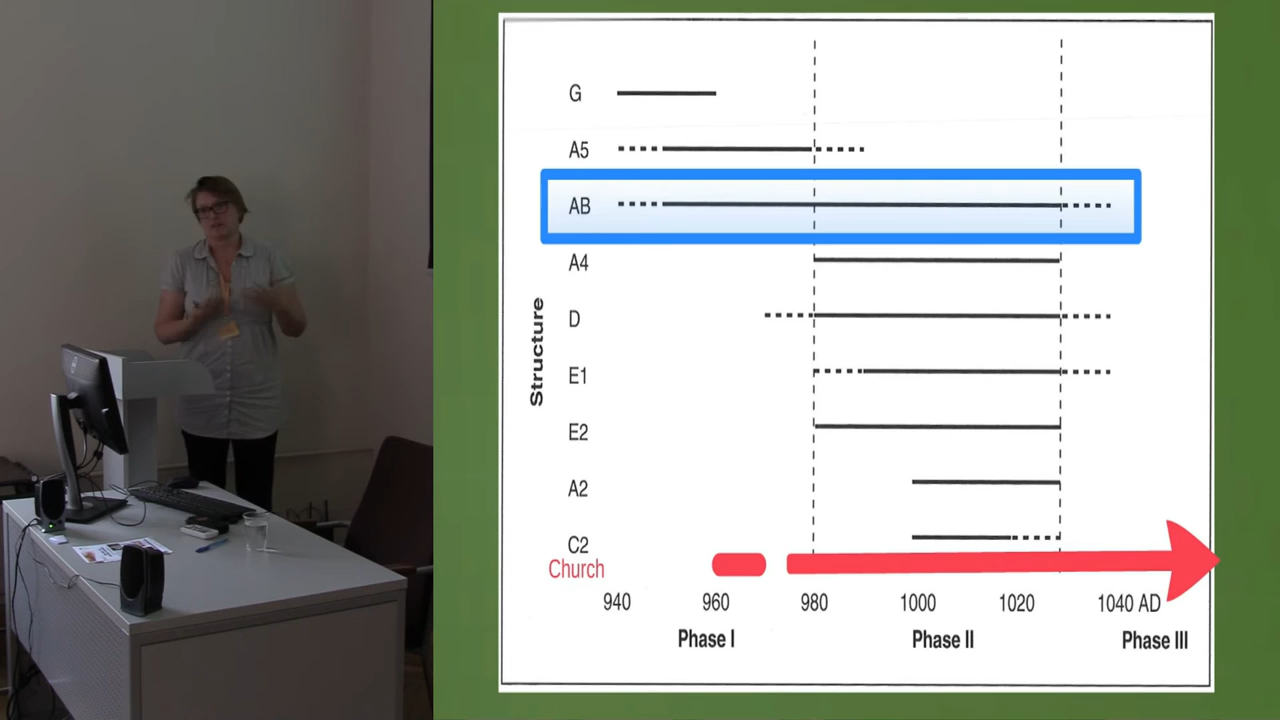 G
A5
AB
A4
D
E1
E2
A2
C2
Structure
Church
940 960 980 1000 1020 1040 AD
Phase I Phase II Phase III